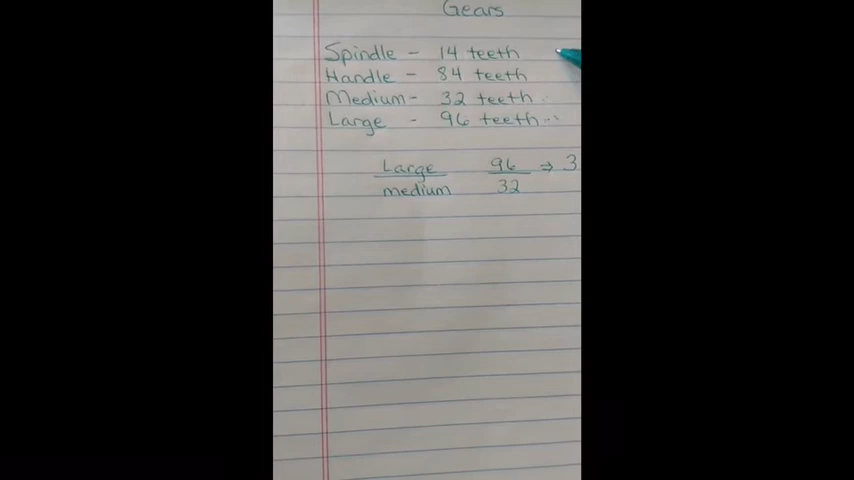 Gears
Spindle - 14 teeth
Handle - 84 teeth
Medium - 32 teeth
Large - 96 teeth
Large 96 ⇒ 3
medium 32